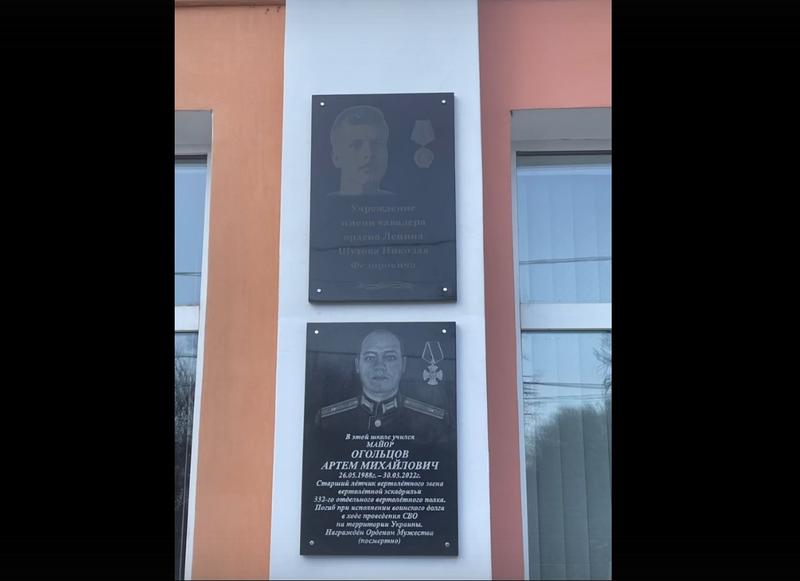 Учреждение
имени кавалера
ордена Ленина
Шутова Николая
Федоровича
В этой школе учился
МАЙОР
ОГОЛЬЦОВ
АРТЕМ МИХАЙЛОВИЧ
26.05.1988г. – 30.03.2022г.
Старший лётчик вертолётного звена
вертолётной эскадрильи
332-го отдельного вертолётного полка.
Погиб при исполнении воинского долга
в ходе проведения СВО
на территории Украины.
Награждён Орденом Мужества
(посмертно)